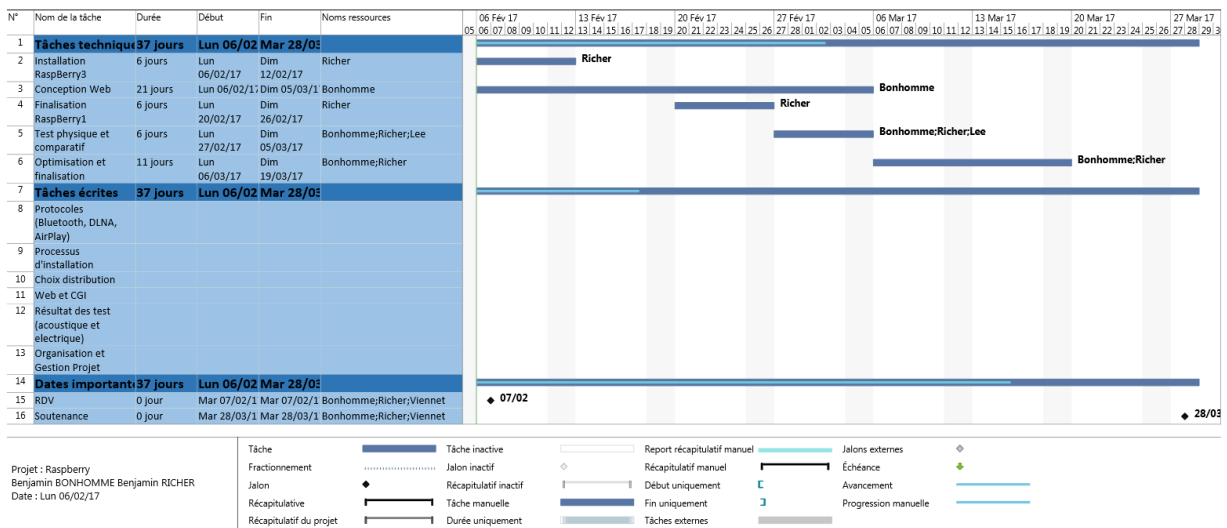 N° Nom de la tâche Durée Début Fin Noms ressources 06 Fév 17 13 Fév 17 20 Fév 17 27 Fév 17 06 Mar 17 13 Mar 17 20 Mar 17 27 Mar 17
05 06 07 08 09 10 11 12 13 14 15 16 17 18 19 20 21 22 23 24 25 26 27 28 01 02 03 04 05 06 07 08 09 10 11 12 13 14 15 16 17 18 19 20 21 22 23 24 25 26 27 28 29 3
1 Tâches technique 37 jours Lun 06/02 Mar 28/03
2 Installation 6 jours Lun Dim Richer Richer
RaspBerry3 06/02/17 12/02/17
3 Conception Web 21 jours Lun 06/02/17 Dim 05/03/1 Bonhomme Bonhomme
4 Finalisation 6 jours Lun Dim Richer Richer
RaspBerry1 20/02/17 26/02/17
5 Test physique et 6 jours Lun Dim Bonhomme;Richer;Lee Bonhomme;Richer;Lee
comparatif 27/02/17 05/03/17
6 Optimisation et 11 jours Lun Dim Bonhomme;Richer Bonhomme;Richer
finalisation 06/03/17 19/03/17
7 Tâches écrites 37 jours Lun 06/02 Mar 28/03
8 Protocoles
(Bluetooth, DLNA,
AirPlay)
9 Processus
d'installation
10 Choix distribution
11 Web et CGI
12 Résultat des test
(acoustique et
electrique)
13 Organisation et
Gestion Projet
14 Dates importante 37 jours Lun 06/02 Mar 28/03
15 RDV 0 jour Mar 07/02/1 Mar 07/02/1 Bonhomme;Richer;Viennet 07/02
16 Soutenance 0 jour Mar 28/03/1 Mar 28/03/1 Bonhomme;Richer;Viennet 28/03
Projet : Raspberry
Benjamin BONHOMME Benjamin RICHER
Date : Lun 06/02/17
Tâche Tâche inactive Report récapitulatif manuel Jalons externes
Fractionnement Jalon inactif Récapitulatif manuel Échéance
Jalon Récapitulatif inactif Début uniquement Avancement
Récapitulative Tâche manuelle Fin uniquement Progression manuelle
Récapitulatif du projet Durée uniquement Tâches externes